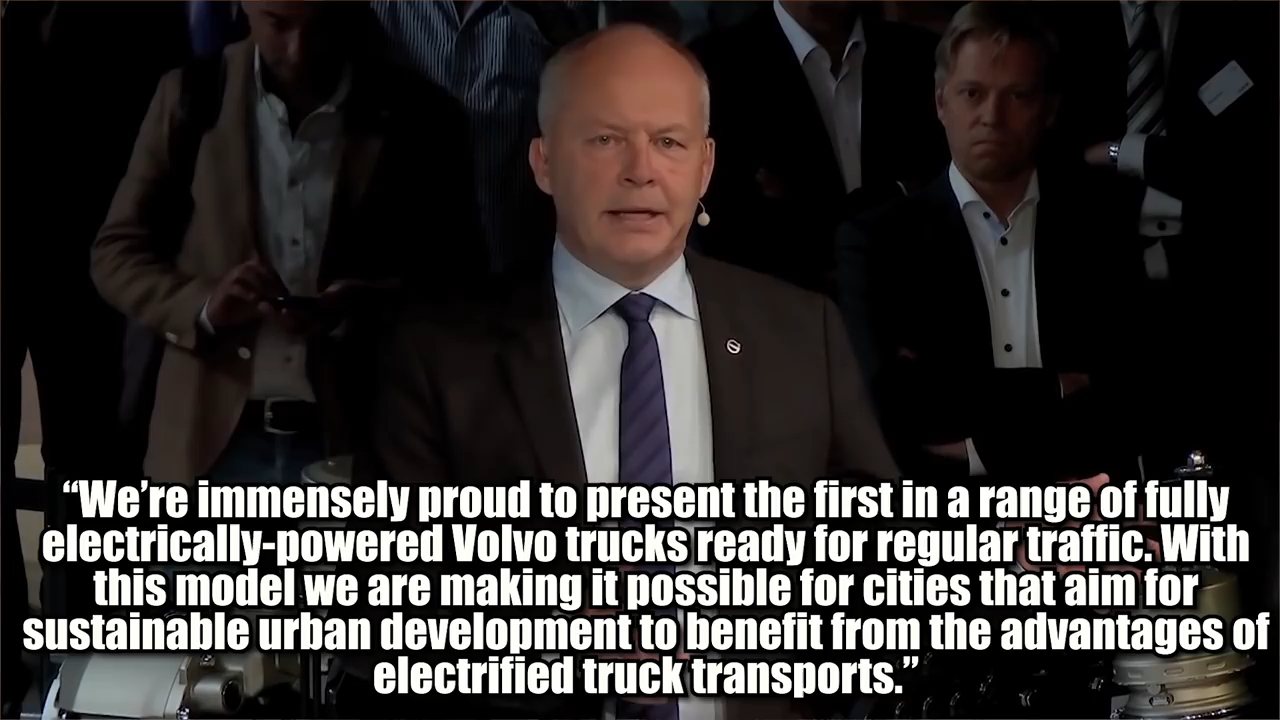 “We’re immensely proud to present the first in a range of fully
electrically-powered Volvo trucks ready for regular traffic. With
this model we are making it possible for cities that aim for
sustainable urban development to benefit from the advantages of
electrified truck transports.”